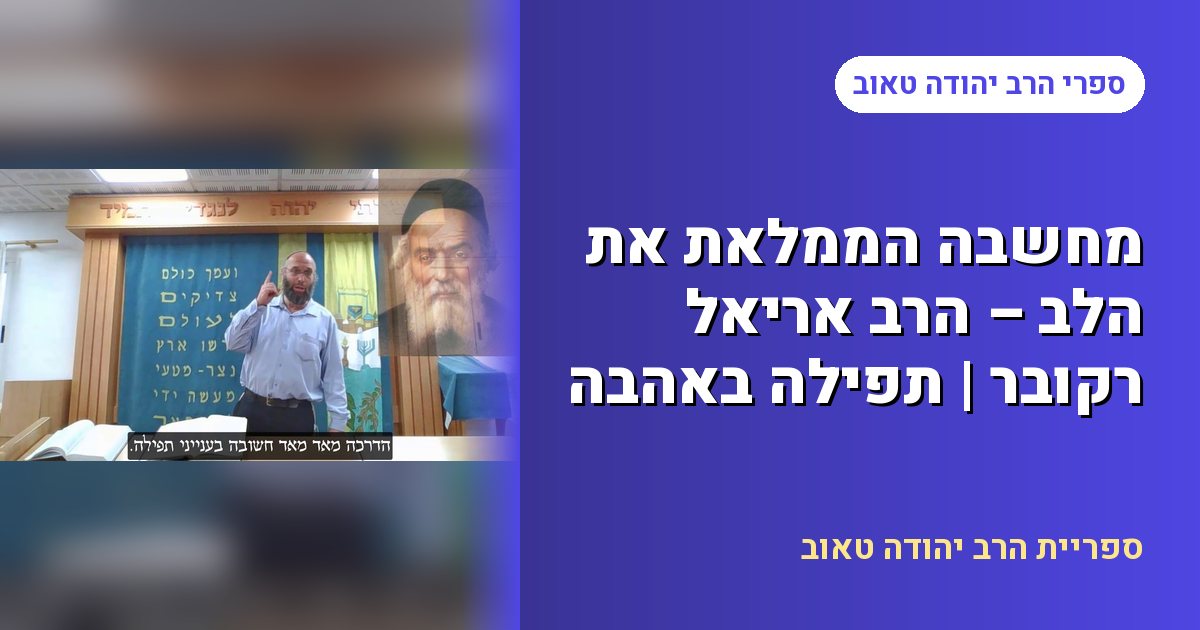 ספרי הרב יהודה טאוב
מחשבה הממלאת את
הלב – הרב אריאל
רקובר | תפילה באהבה
ספריית הרב יהודה טאוב
יהוה לנגדי תמיד
ועמך כולם
צדיקים
לעולם
ארץ
נצר-מטעי
מעשה ידי
הדרכה מאד מאד חשובה בענייני תפילה.